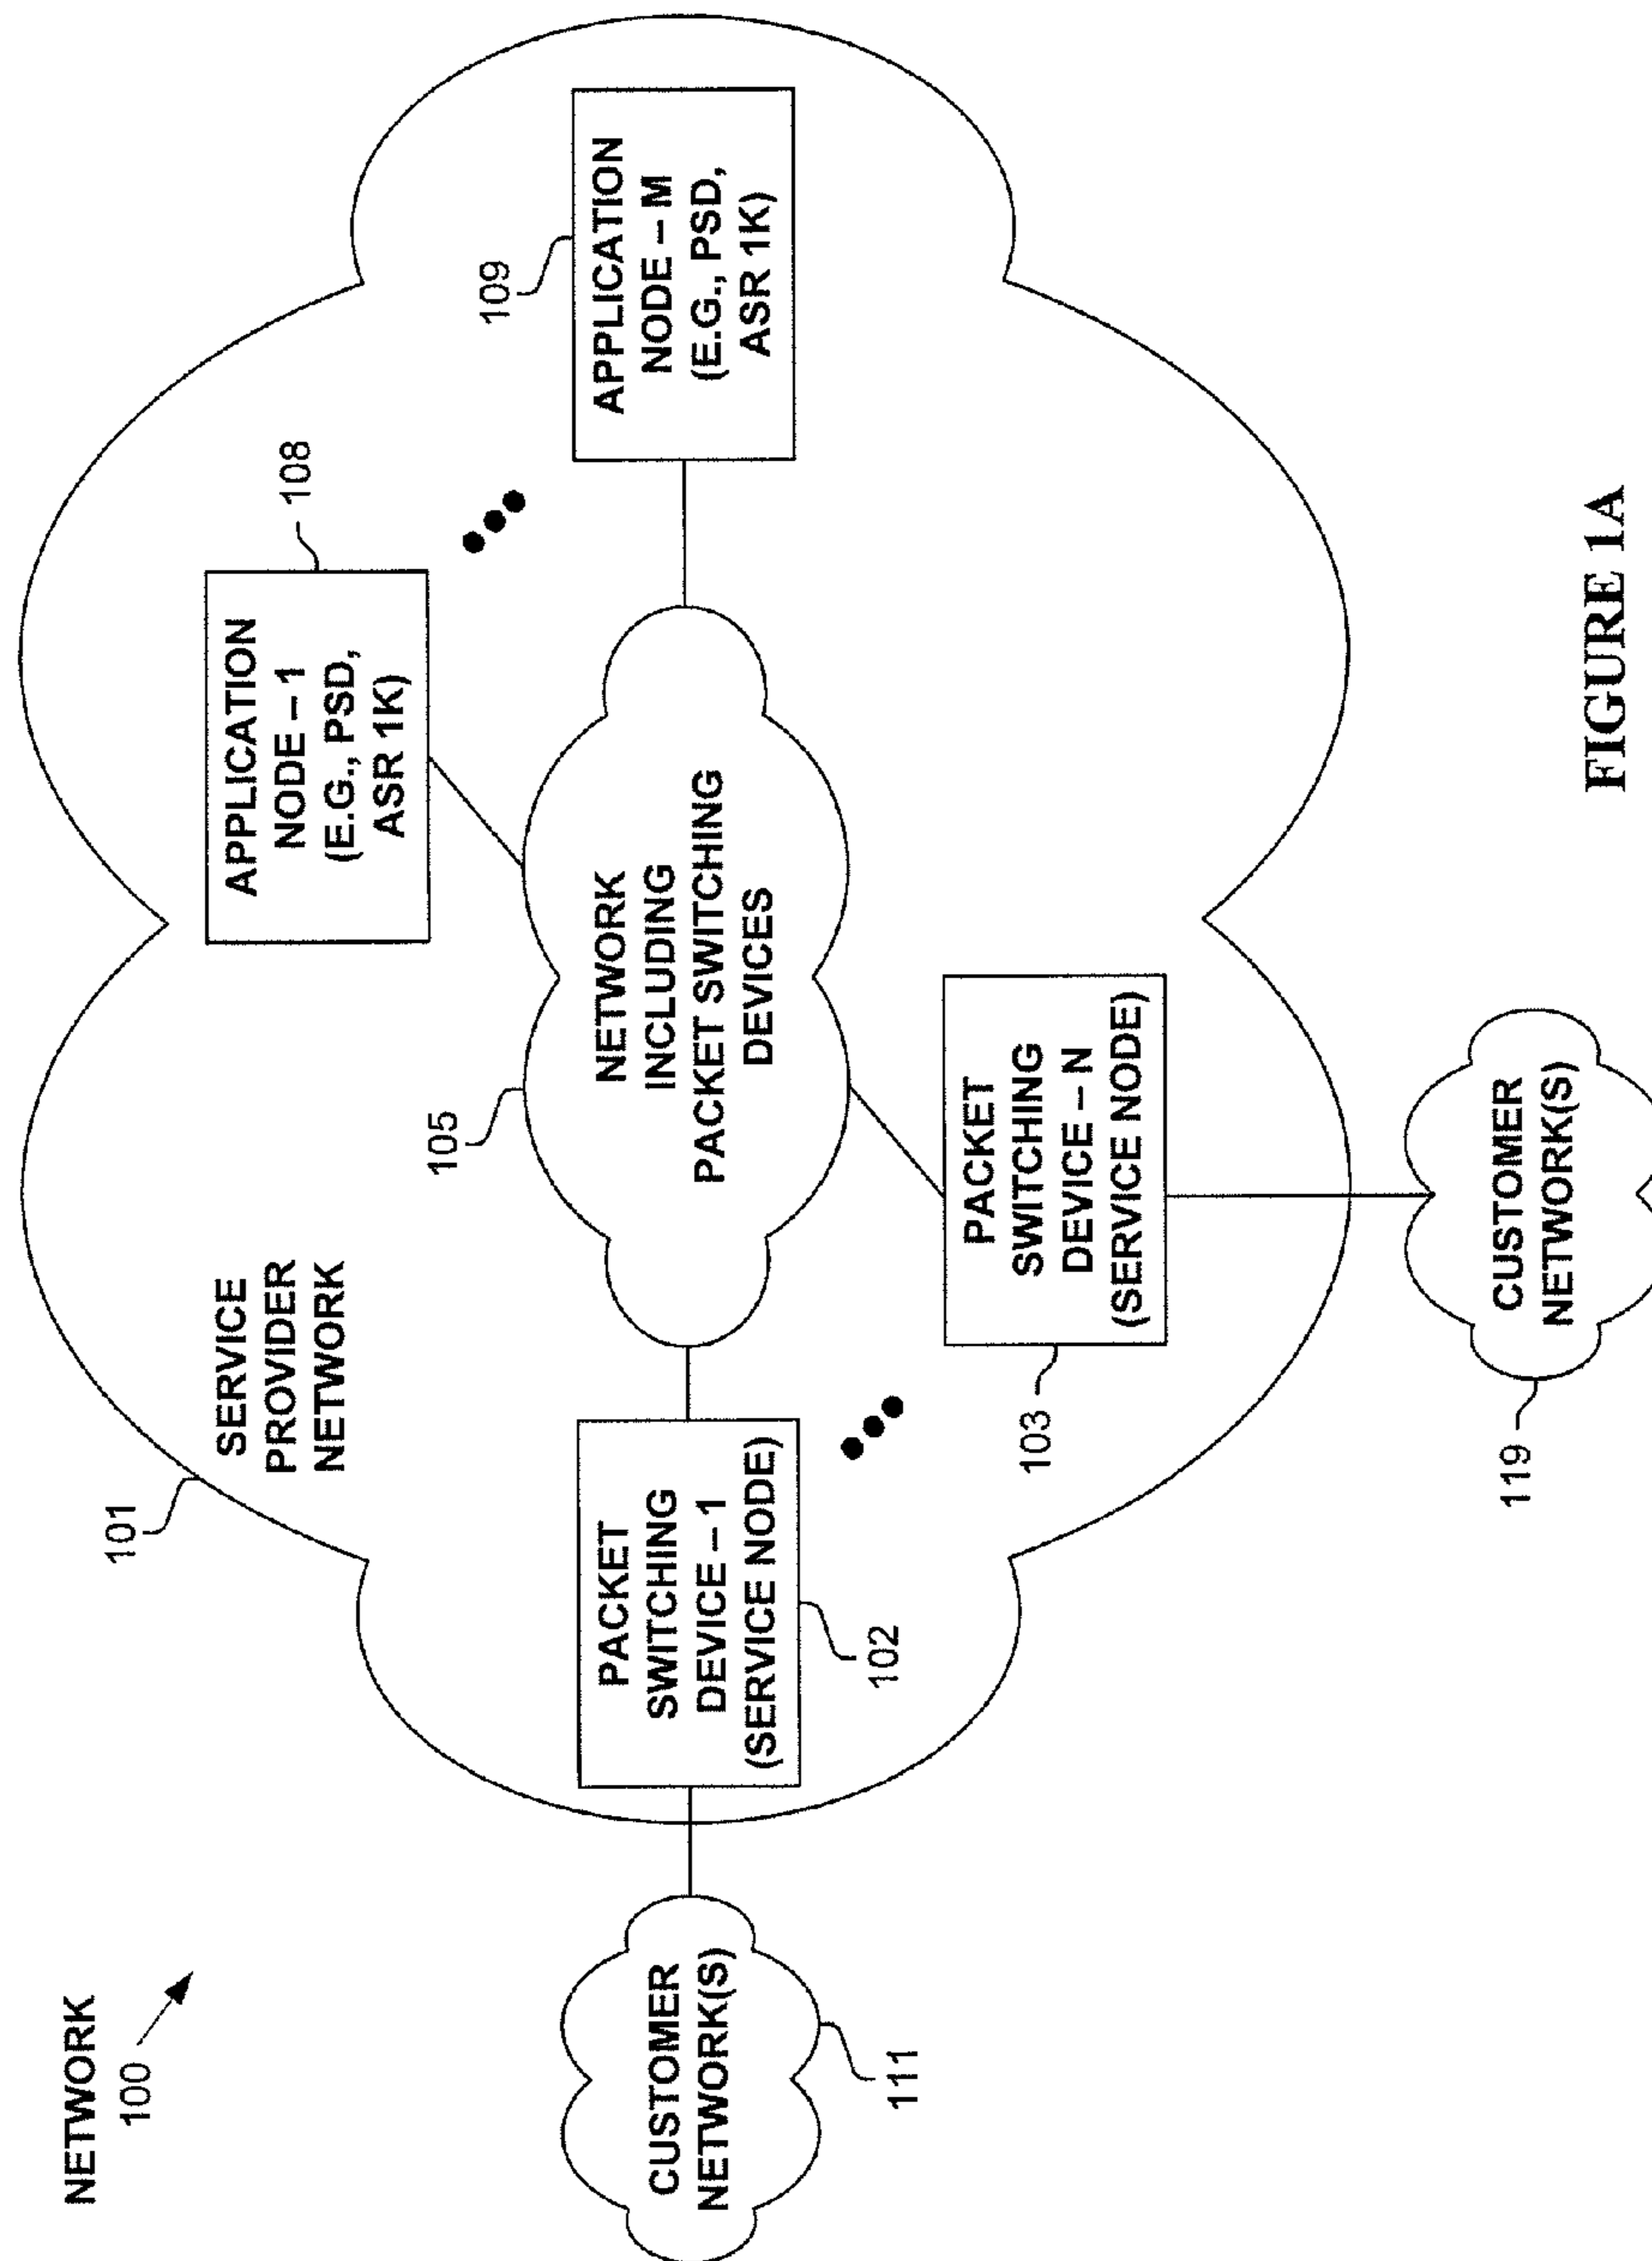 NETWORK
100
101
SERVICE
PROVIDER
NETWORK
108
APPLICATION
NODE – 1
(E.G., PSD,
ASR 1K)
109
APPLICATION
NODE – M
(E.G., PSD,
ASR 1K)
105
NETWORK
INCLUDING
PACKET SWITCHING
DEVICES
CUSTOMER
NETWORK(S)
111
PACKET
SWITCHING
DEVICE – 1
(SERVICE NODE)
102
PACKET
SWITCHING
DEVICE – N
(SERVICE NODE)
103
CUSTOMER
NETWORK(S)
119
FIGURE 1A